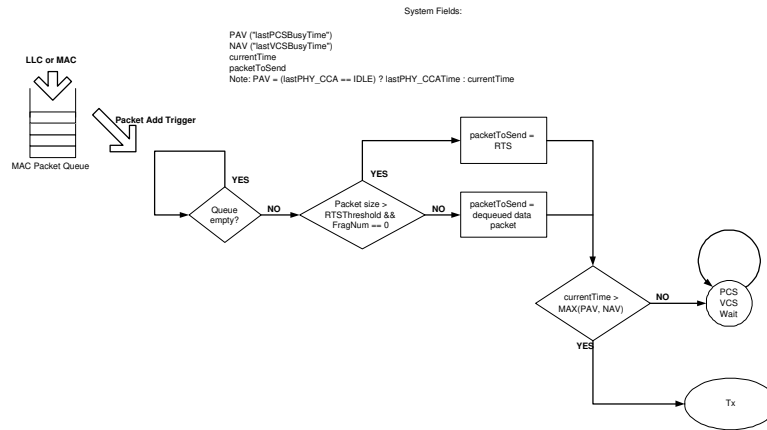 System Fields:
PAV ("lastPCSBusyTime")
NAV ("lastVCSBusyTime")
currentTime
packetToSend
Note: PAV = (lastPHY_CCA == IDLE) ? lastPHY_CCATime : currentTime
LLC or MAC
Packet Add Trigger
MAC Packet Queue
YES
Queue
empty?
NO
YES
Packet size >
RTSThreshold &&
FragNum == 0
NO
packetToSend =
RTS
packetToSend =
dequeued data
packet
currentTime >
MAX(PAV, NAV)
NO
PCS
VCS
Wait
YES
Tx